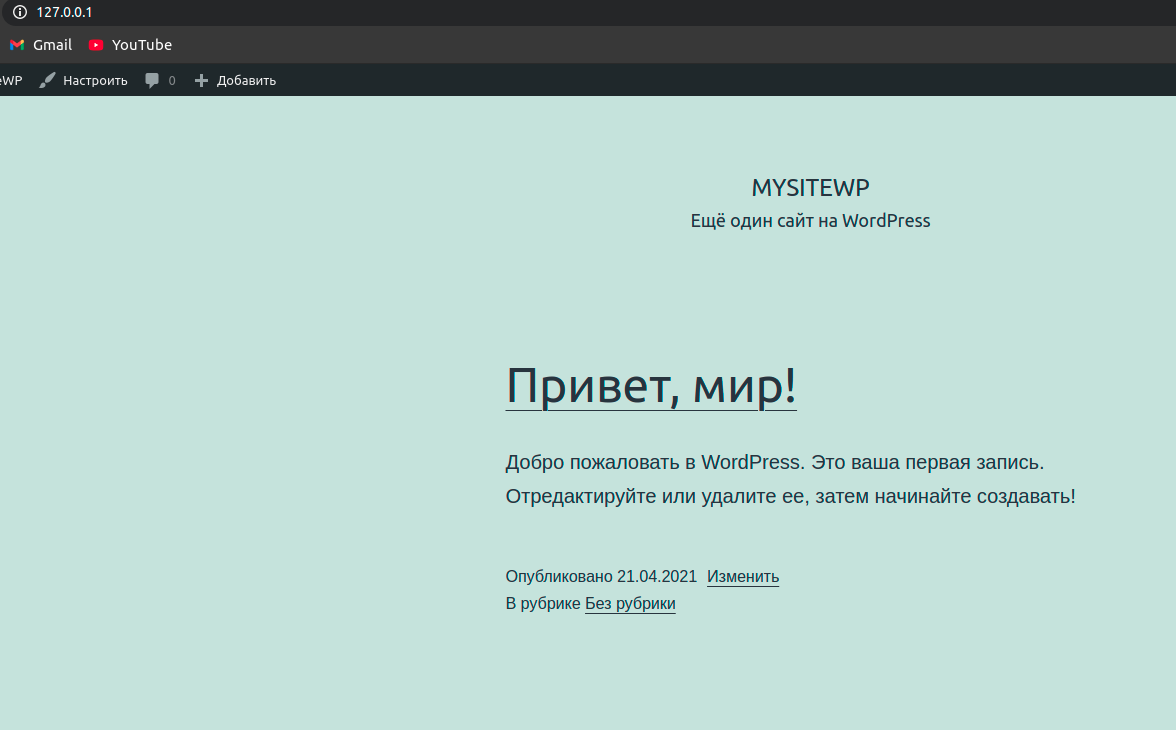 127.0.0.1
Gmail YouTube
eWP Настроить 0 Добавить
MYSITEWP
Ещё один сайт на WordPress
Привет, мир!
Добро пожаловать в WordPress. Это ваша первая запись.
Отредактируйте или удалите ее, затем начинайте создавать!
Опубликовано 21.04.2021 Изменить
В рубрике Без рубрики